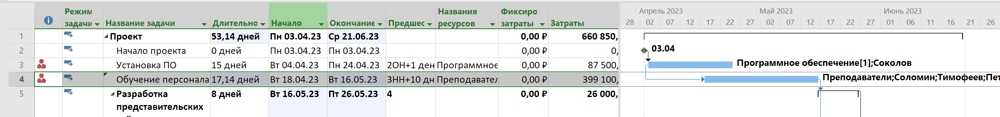 Режим задачи Название задачи Длительно Начало Окончание Предшес Названия ресурсов Фиксиро затраты Затраты
Апрель 2023 Май 2023 Июнь 2023
28 02 07 12 17 22 27 02 07 12 17 22 27 01 06 11 16 21 26
1 Проект 53,14 дней Пн 03.04.23 Ср 21.06.23 0,00 ₽ 660 850,
2 Начало проекта 0 дней Пн 03.04.23 Пн 03.04.23 0,00 ₽ 0, 03.04
3 Установка ПО 15 дней Вт 04.04.23 Пн 24.04.23 2ОН+1 ден Программное 0,00 ₽ 87 500, Программное обеспечение[1];Соколов
4 Обучение персонала 17,14 дней Вт 18.04.23 Вт 16.05.23 3НН+10 дн Преподавател 0,00 ₽ 399 100, Преподаватели;Соломин;Тимофеев;Пет
5 Разработка 8 дней Вт 16.05.23 Пт 26.05.23 4 0,00 ₽ 26 000,
представительских